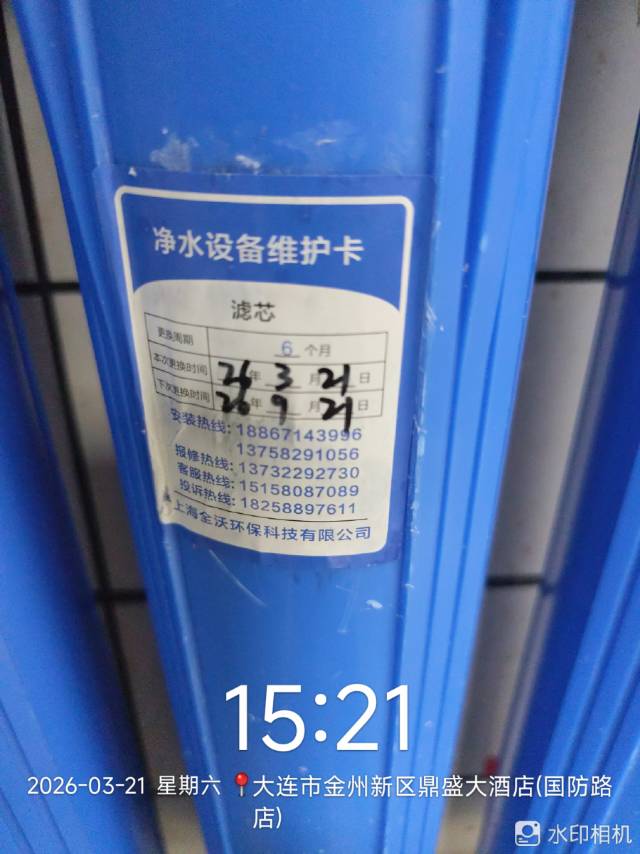 净水设备维护卡
滤芯
更换周期 6 个月
本次更换时间 26 年 3 月 21 日
下次更换时间 26 年 9 月 21 日
安装热线: 18867143996
报修热线: 13758291056
客服热线: 13732292730
投诉热线: 15158087089
18258897611
上海全沃环保科技有限公司
15:21
2026-03-21 星期六 大连市金州新区鼎盛大酒店(国防路
店)
水印相机